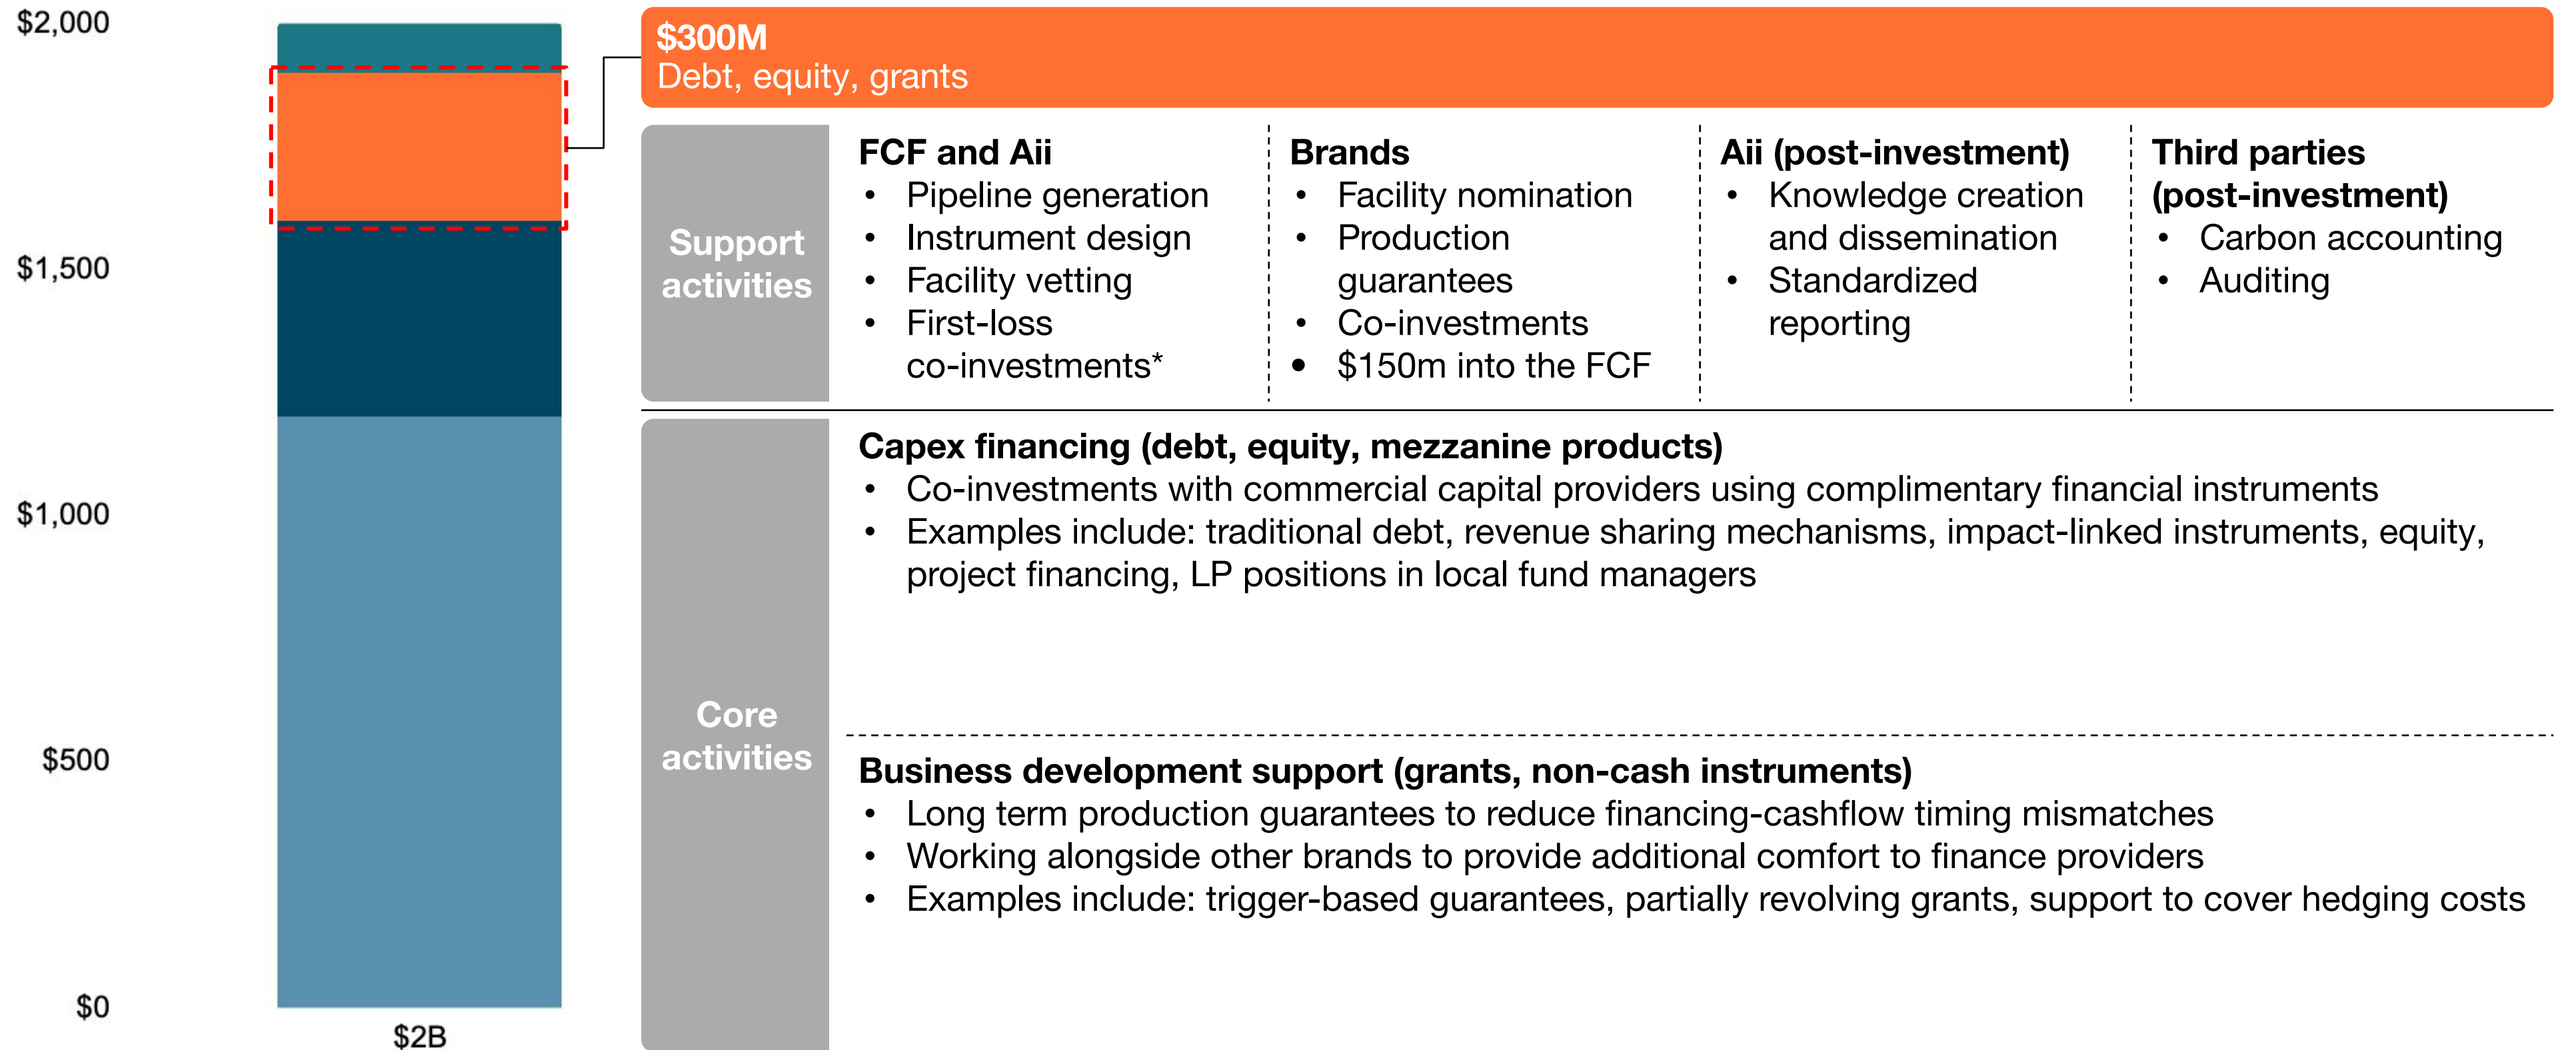 $2,000
$1,500
$1,000
$500
$0
$2B
$300M
Debt, equity, grants
Support
activities
FCF and Aii
• Pipeline generation
• Instrument design
• Facility vetting
• First-loss
co-investments*
Brands
• Facility nomination
• Production
guarantees
• Co-investments
• $150m into the FCF
Aii (post-investment)
• Knowledge creation
and dissemination
• Standardized
reporting
Third parties
(post-investment)
• Carbon accounting
• Auditing
Core
activities
Capex financing (debt, equity, mezzanine products)
• Co-investments with commercial capital providers using complimentary financial instruments
• Examples include: traditional debt, revenue sharing mechanisms, impact-linked instruments, equity,
project financing, LP positions in local fund managers
Business development support (grants, non-cash instruments)
• Long term production guarantees to reduce financing-cashflow timing mismatches
• Working alongside other brands to provide additional comfort to finance providers
• Examples include: trigger-based guarantees, partially revolving grants, support to cover hedging costs